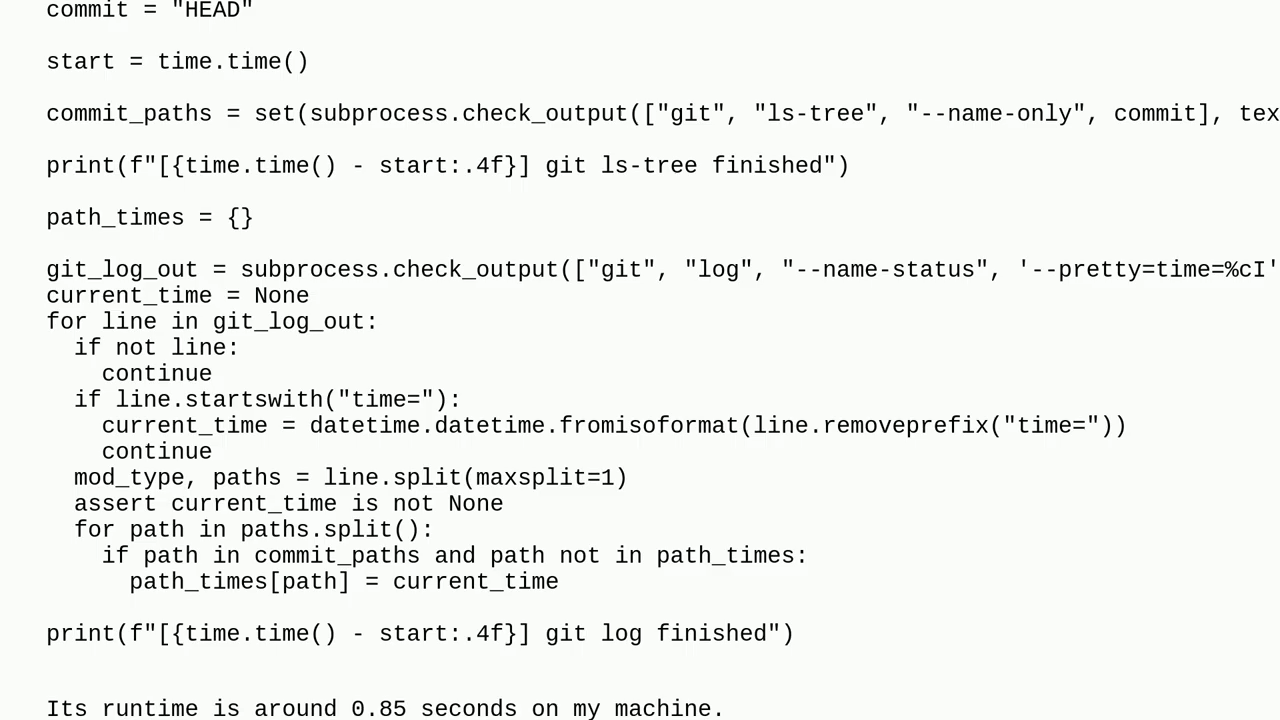 commit = "HEAD"
start = time.time()
commit_paths = set(subprocess.check_output(["git", "ls-tree", "--name-only", commit], tex
print(f"[{time.time() - start:.4f}] git ls-tree finished")
path_times = {}
git_log_out = subprocess.check_output(["git", "log", "--name-status", '--pretty=time=%cI'
current_time = None
for line in git_log_out:
  if not line:
    continue
  if line.startswith("time="):
    current_time = datetime.datetime.fromisoformat(line.removeprefix("time="))
    continue
  mod_type, paths = line.split(maxsplit=1)
  assert current_time is not None
  for path in paths.split():
    if path in commit_paths and path not in path_times:
      path_times[path] = current_time
print(f"[{time.time() - start:.4f}] git log finished")
Its runtime is around 0.85 seconds on my machine.